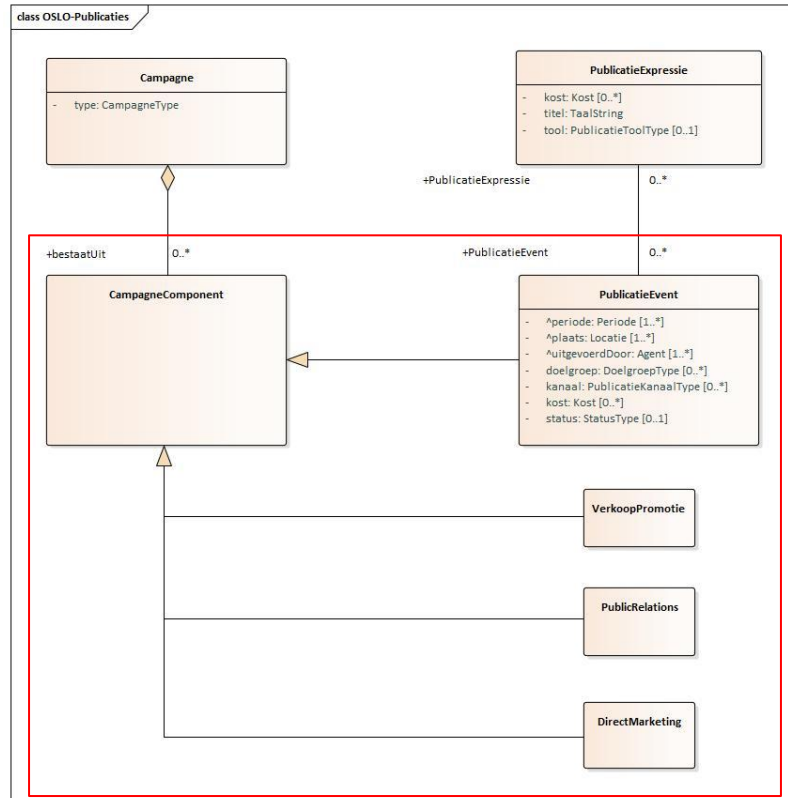 class OSLO-Publicaties
Campagne
- type: CampagneType
PublicatieExpressie
- kost: Kost [0..*]
- titel: TaalString
- tool: PublicatieToolType [0..1]
+PublicatieExpressie 0..*
+bestaatUit 0..*
+PublicatieEvent 0..*
CampagneComponent
PublicatieEvent
- ^periode: Periode [1..*]
- ^plaats: Locatie [1..*]
- ^uitgevoerdDoor: Agent [1..*]
- doelgroep: DoelgroepType [0..*]
- kanaal: PublicatieKanaalType [0..*]
- kost: Kost [0..*]
- status: StatusType [0..1]
VerkoopPromotie
PublicRelations
DirectMarketing